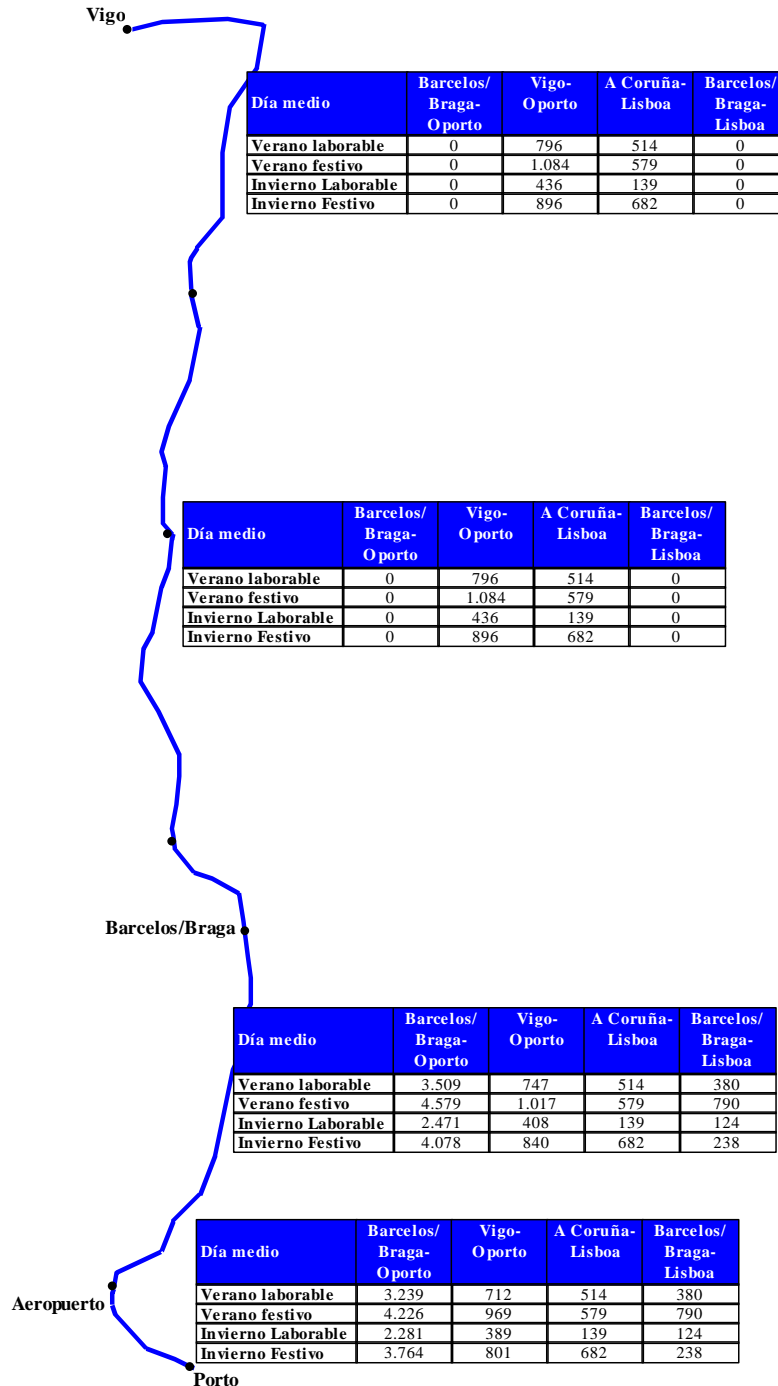 Vigo
Día medio Barcelos/ Braga- Oporto Vigo- Oporto A Coruña- Lisboa Barcelos/ Braga- Lisboa
Verano laborable 0 796 514 0
Verano festivo 0 1.084 579 0
Invierno Laborable 0 436 139 0
Invierno Festivo 0 896 682 0
Día medio Barcelos/ Braga- Oporto Vigo- Oporto A Coruña- Lisboa Barcelos/ Braga- Lisboa
Verano laborable 0 796 514 0
Verano festivo 0 1.084 579 0
Invierno Laborable 0 436 139 0
Invierno Festivo 0 896 682 0
Barcelos/Braga
Día medio Barcelos/ Braga- Oporto Vigo- Oporto A Coruña- Lisboa Barcelos/ Braga- Lisboa
Verano laborable 3.509 747 514 380
Verano festivo 4.579 1.017 579 790
Invierno Laborable 2.471 408 139 124
Invierno Festivo 4.078 840 682 238
Día medio Barcelos/ Braga- Oporto Vigo- Oporto A Coruña- Lisboa Barcelos/ Braga- Lisboa
Verano laborable 3.239 712 514 380
Verano festivo 4.226 969 579 790
Invierno Laborable 2.281 389 139 124
Invierno Festivo 3.764 801 682 238
Aeropuerto
Porto